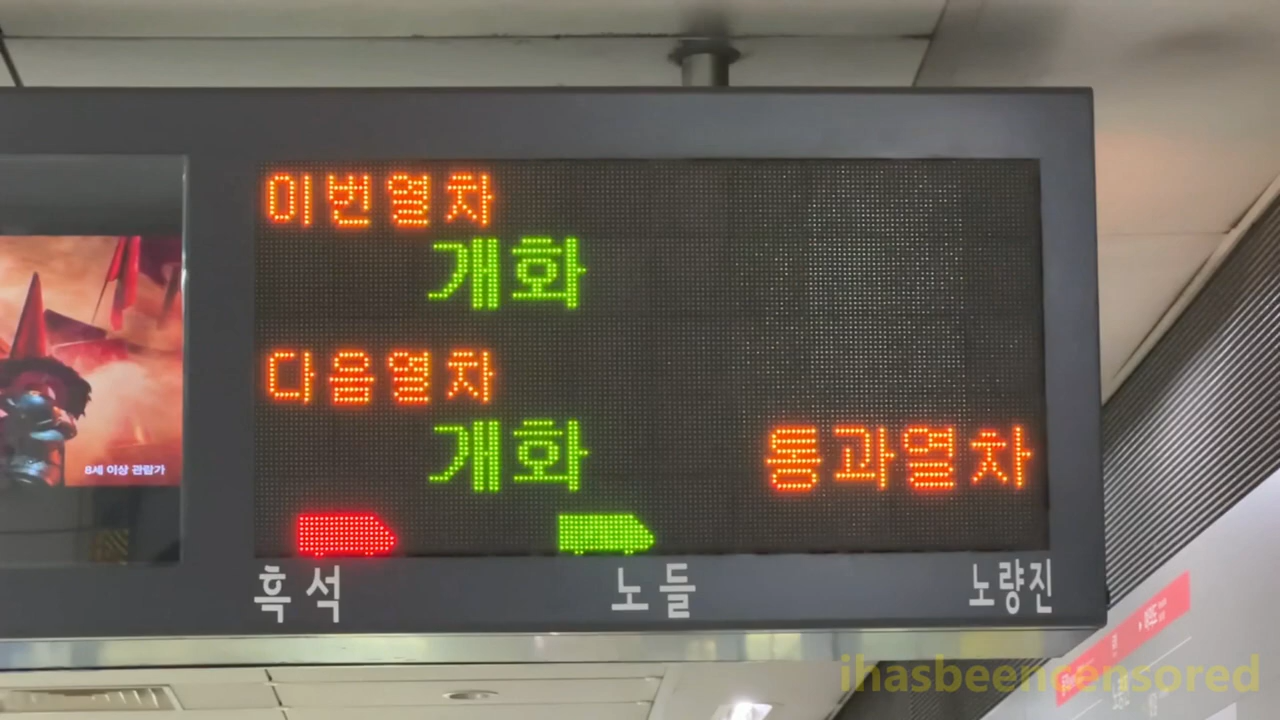 이번열차
개화
다음열차
개화 통과열차
흑석 노들 노량진
8세 이상 관람가
ihasbeencensored